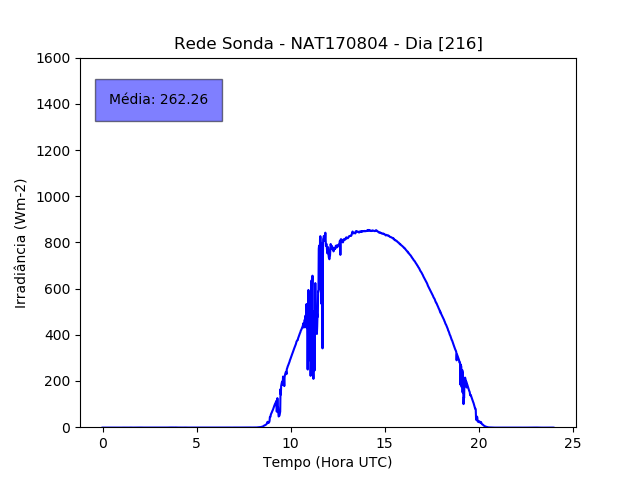 Rede Sonda - NAT170804 - Dia [216]
1600
1400
1200
1000
800
600
400
200
0
Média: 262.26
Irradiância (Wm-2)
0 5 10 15 20 25
Tempo (Hora UTC)